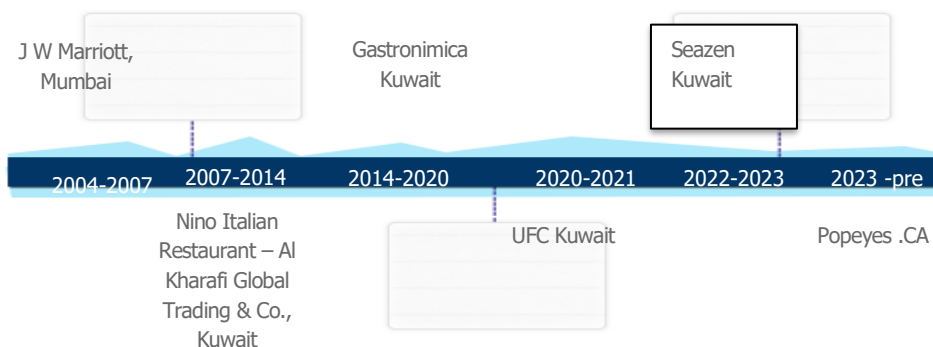 J W Marriott,
Mumbai
Gastronimica
Kuwait
Seazen
Kuwait
2004-2007
2007-2014
2014-2020
2020-2021
2022-2023
2023 -pre
Nino Italian
Restaurant – Al
Kharafi Global
Trading & Co.,
Kuwait
UFC Kuwait
Popeyes .CA